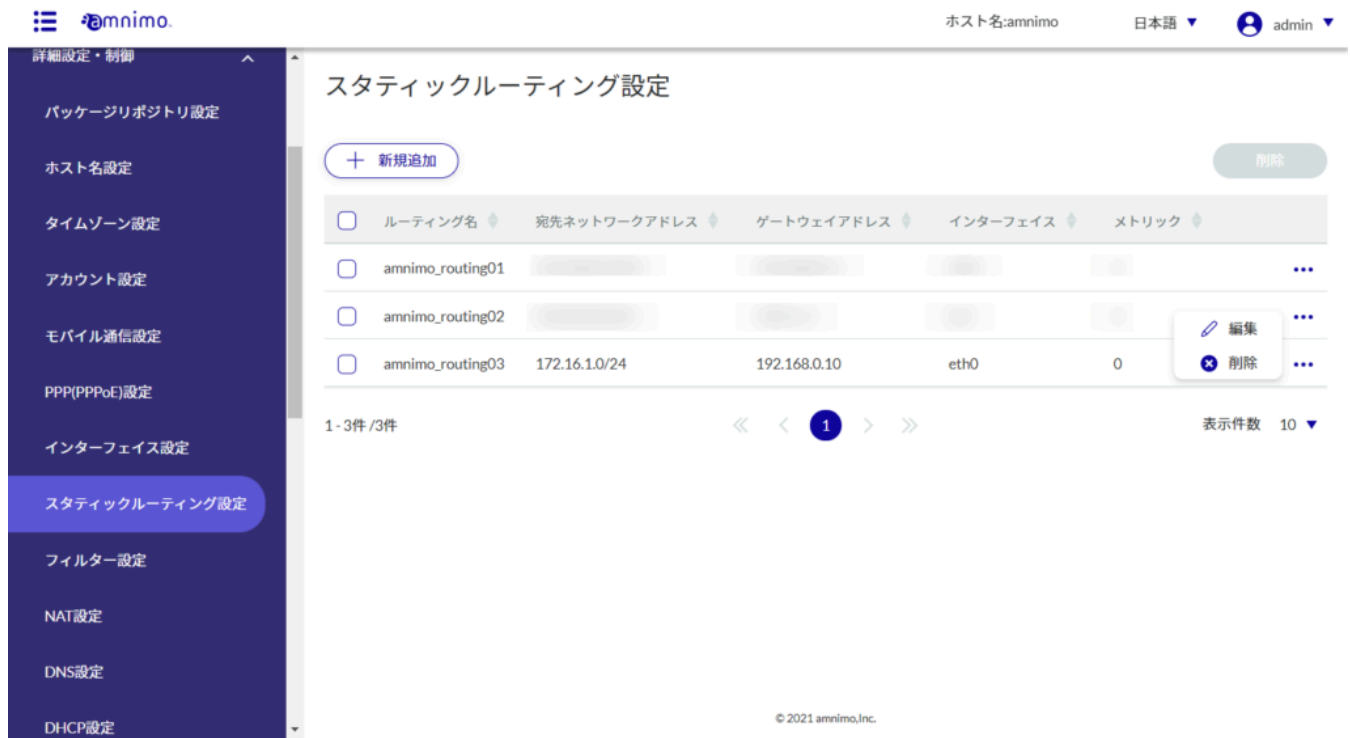 amnimo.
ホスト名:amnimo
日本語 ▼
admin ▼
詳細設定・制御
パッケージリポジトリ設定
ホスト名設定
タイムゾーン設定
アカウント設定
モバイル通信設定
PPP(PPPoE)設定
インターフェイス設定
スタティックルーティング設定
フィルター設定
NAT設定
DNS設定
DHCP設定
スタティックルーティング設定
＋ 新規追加
削除
ルーティング名 宛先ネットワークアドレス ゲートウェイアドレス インターフェイス メトリック
amnimo_routing01
amnimo_routing02
amnimo_routing03 172.16.1.0/24 192.168.0.10 eth0 0
編集
削除
1 - 3件 /3件
1
表示件数 10 ▼
© 2021 amnimo,Inc.